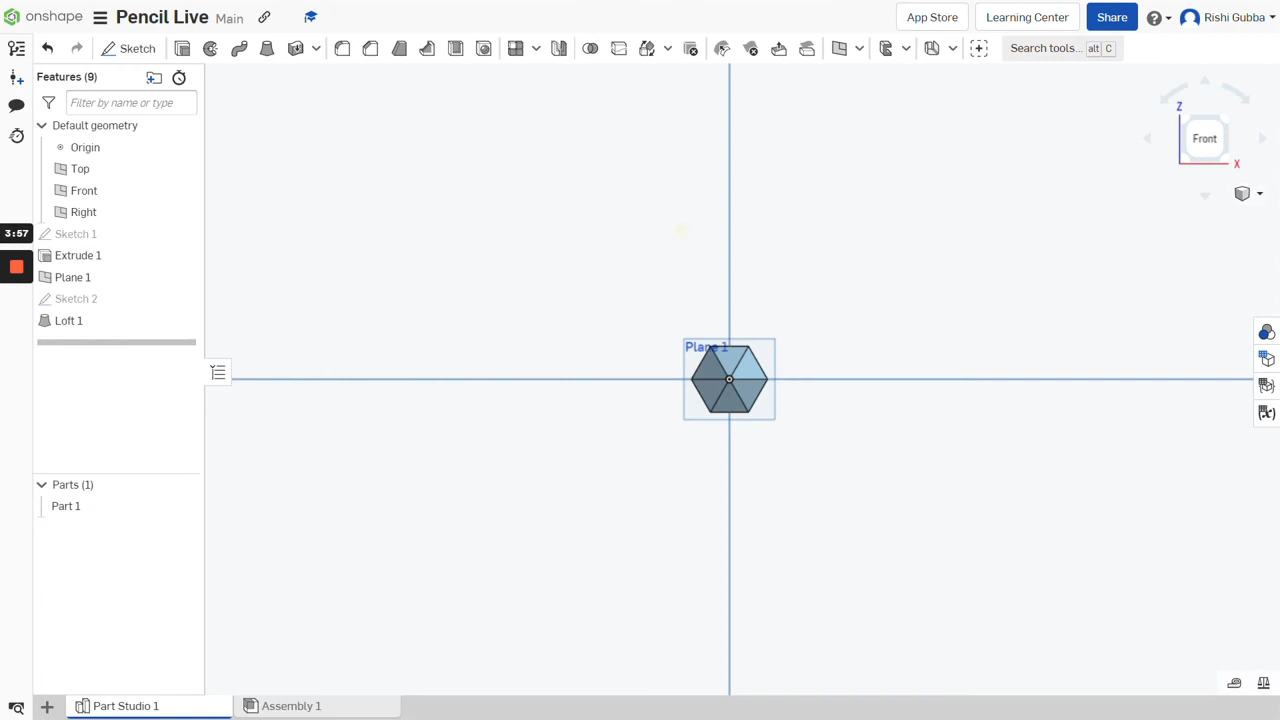 onshape
Pencil Live Main
App Store
Learning Center
Share
Rishi Gubba
Sketch
Search tools... alt C
Features (9)
Filter by name or type
Default geometry
Origin
Top
Front
Right
Sketch 1
Extrude 1
Plane 1
Sketch 2
Loft 1
3:57
Parts (1)
Part 1
Plane 1
Z
Front
X
(x)
Part Studio 1
Assembly 1